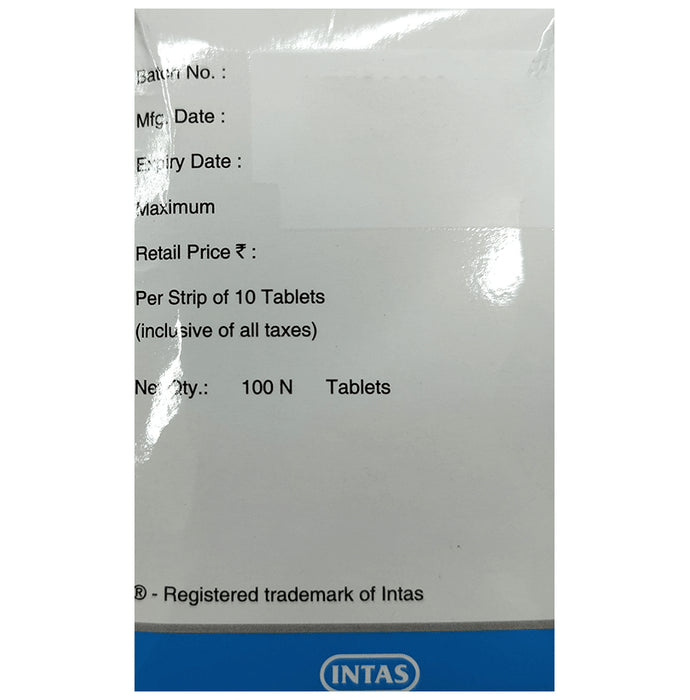 Batch No. :
Mfg. Date :
Expiry Date :
Maximum
Retail Price ₹ :
Per Strip of 10 Tablets
(inclusive of all taxes)
Net Qty.: 100 N Tablets
® - Registered trademark of Intas
INTAS